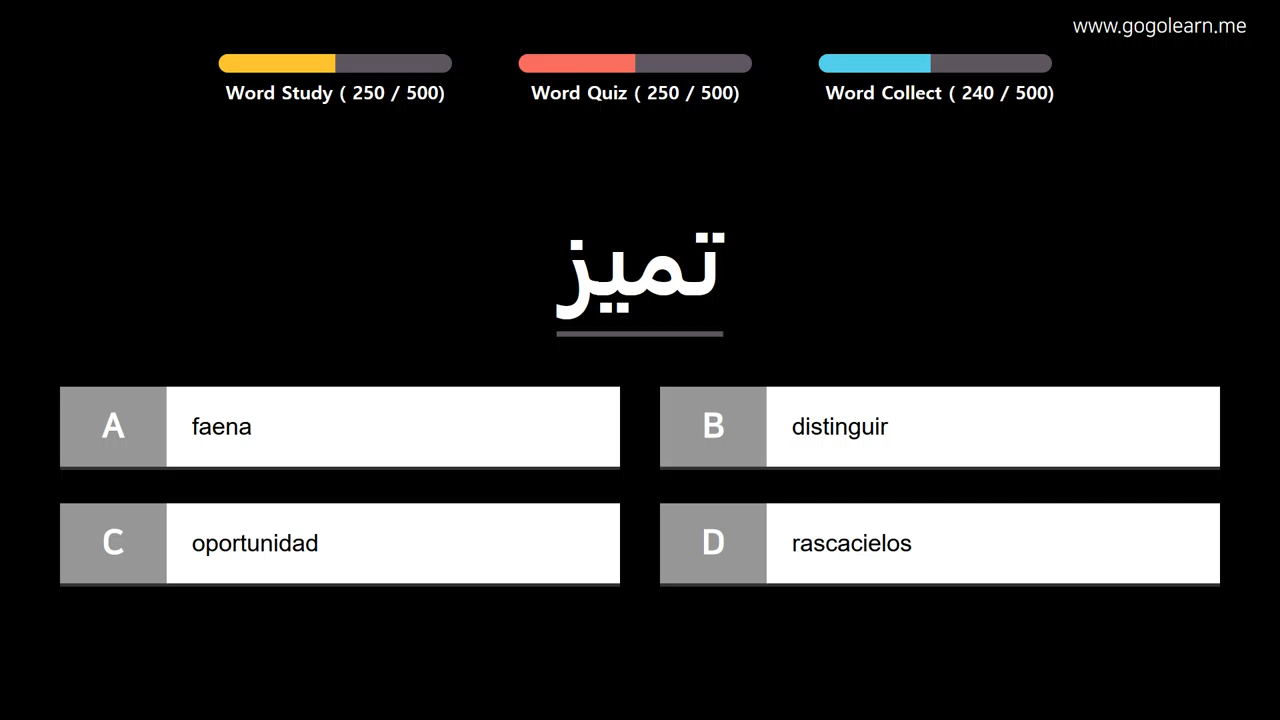 www.gogolearn.me
Word Study ( 250 / 500)
Word Quiz ( 250 / 500)
Word Collect ( 240 / 500)
تميز
A faena
B distinguir
C oportunidad
D rascacielos